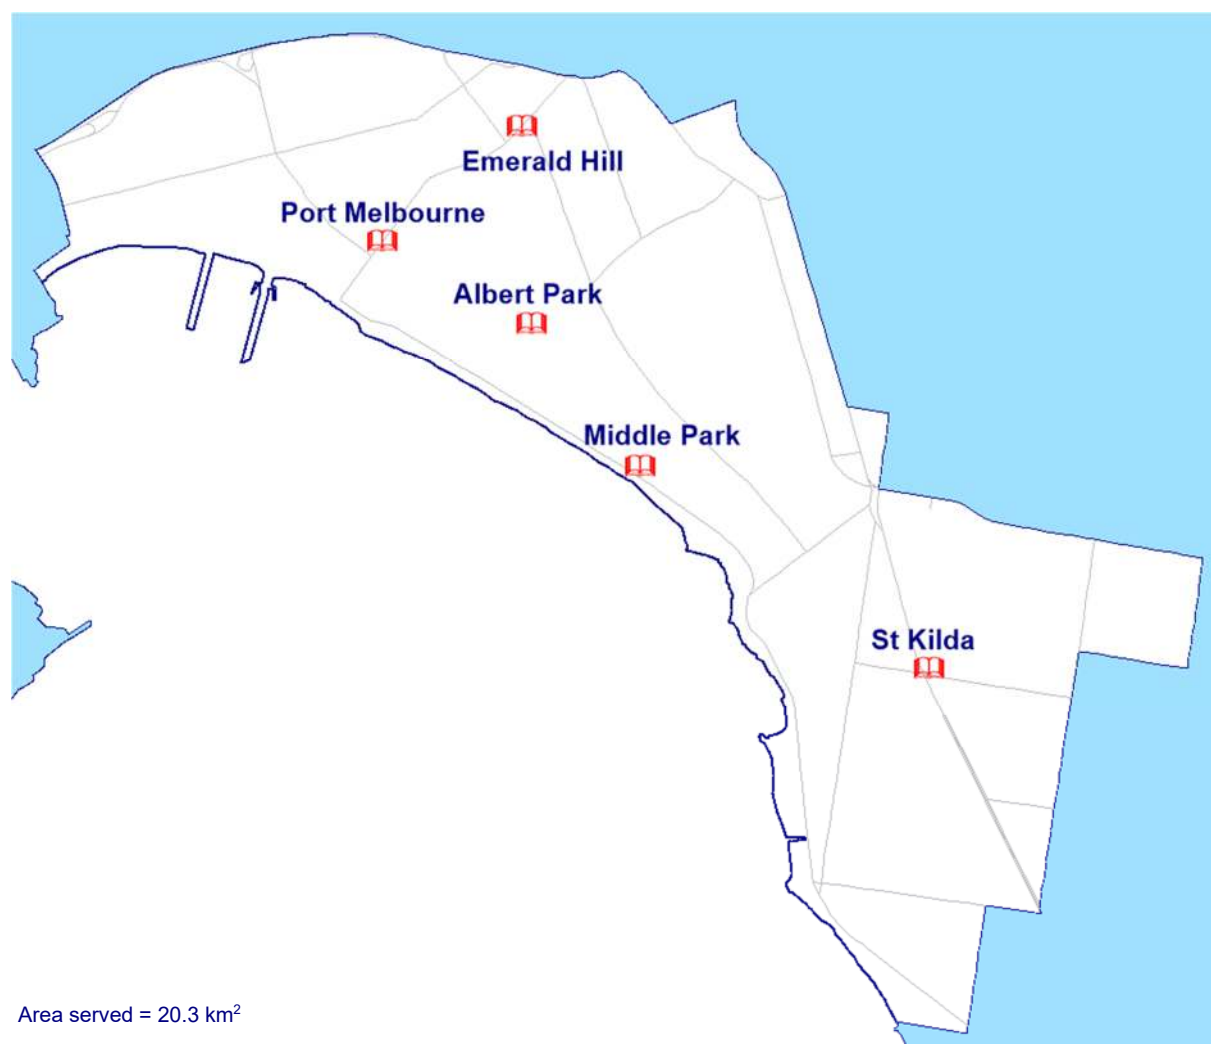 Emerald Hill
Port Melbourne
Albert Park
Middle Park
St Kilda
Area served = 20.3 km²